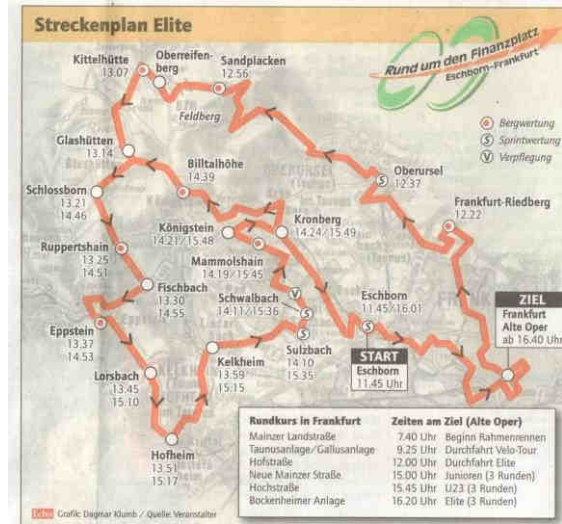 Streckenplan Elite
Rund um den Finanzplatz
Eschborn-Frankfurt
Kittelhütte
13.07
Oberreifen-
berg
Sandplacken
12.56
Feldberg
Bergwertung
Sprintwertung
Verpflegung
Glashütten
13.14
Billtalhöhe
14.39
Oberursel
12.37
Schlossborn
13.21
14.46
Königstein
14.21/15.48
Kronberg
14.24/15.49
Frankfurt-Riedberg
12.22
Ruppertshain
13.25
14.51
Mammolshain
14.19/15.45
Fischbach
13.30
14.55
Schwalbach
14.11/15.36
Eschborn
11.45/16.01
ZIEL
Frankfurt
Alte Oper
ab 16.40 Uhr
Eppstein
13.37
14.53
START
Eschborn
11.45 Uhr
Sulzbach
14.10
15.35
Kelkheim
13.59
15.15
Lorsbach
13.45
15.10
Hofheim
13.51
15.17
Rundkurs in Frankfurt
Mainzer Landstraße
Taunusanlage/Gallusanlage
Hofstraße
Neue Mainzer Straße
Hochstraße
Bockenheimer Anlage
Zeiten am Ziel (Alte Oper)
7.40 Uhr Beginn Rahmenrennen
9.25 Uhr Durchfahrt Velo-Tour
12.00 Uhr Durchfahrt Elite
15.00 Uhr Junioren (3 Runden)
15.45 Uhr U23 (3 Runden)
16.20 Uhr Elite (3 Runden)
Echo Grafik: Dagmar Klumb / Quelle: Veranstalter